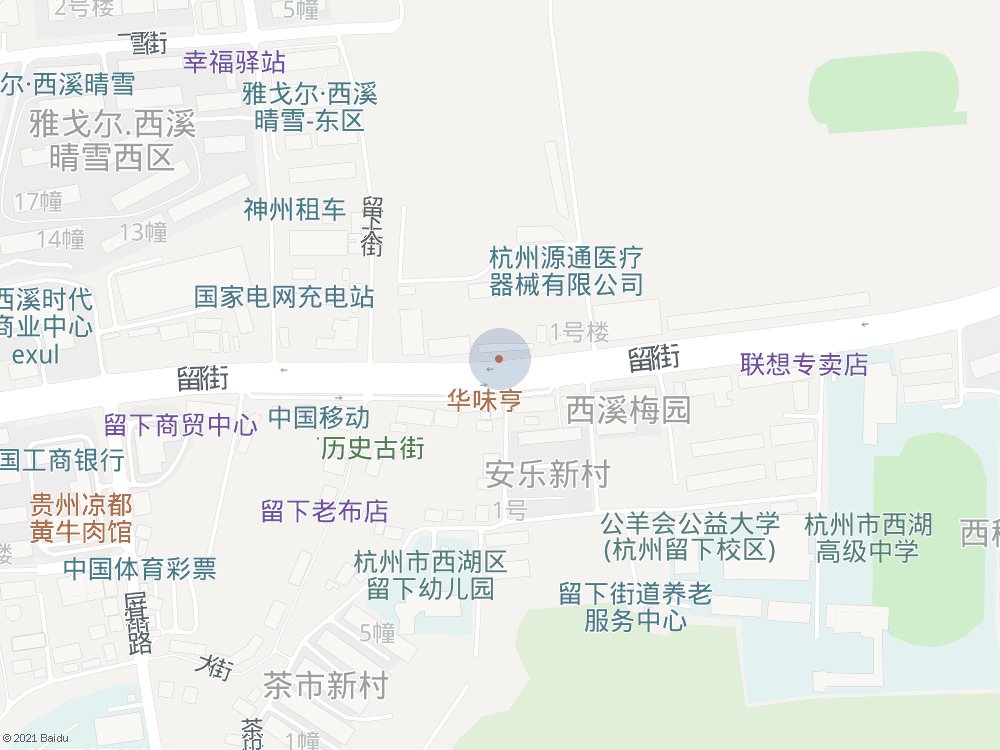 2号楼
5幢
雪街
幸福驿站
尔·西溪晴雪
雅戈尔·西溪
晴雪-东区
雅戈尔.西溪
晴雪西区
17幢
14幢
13幢
神州租车
留下大街
杭州源通医疗
器械有限公司
西溪时代
商业中心
exul
国家电网充电站
1号楼
留街
留街
联想专卖店
华味亨
西溪梅园
中国移动
留下商贸中心
历史古街
国工商银行
安乐新村
贵州凉都
黄牛肉馆
留下老布店
1号
公羊会公益大学
(杭州留下校区)
杭州市西湖
高级中学
西程
楼
中国体育彩票
杭州市西湖区
留下幼儿园
留下街道养老
服务中心
屏基路
5幢
大街
茶市新村
茶市
1幢
© 2021 Baidu